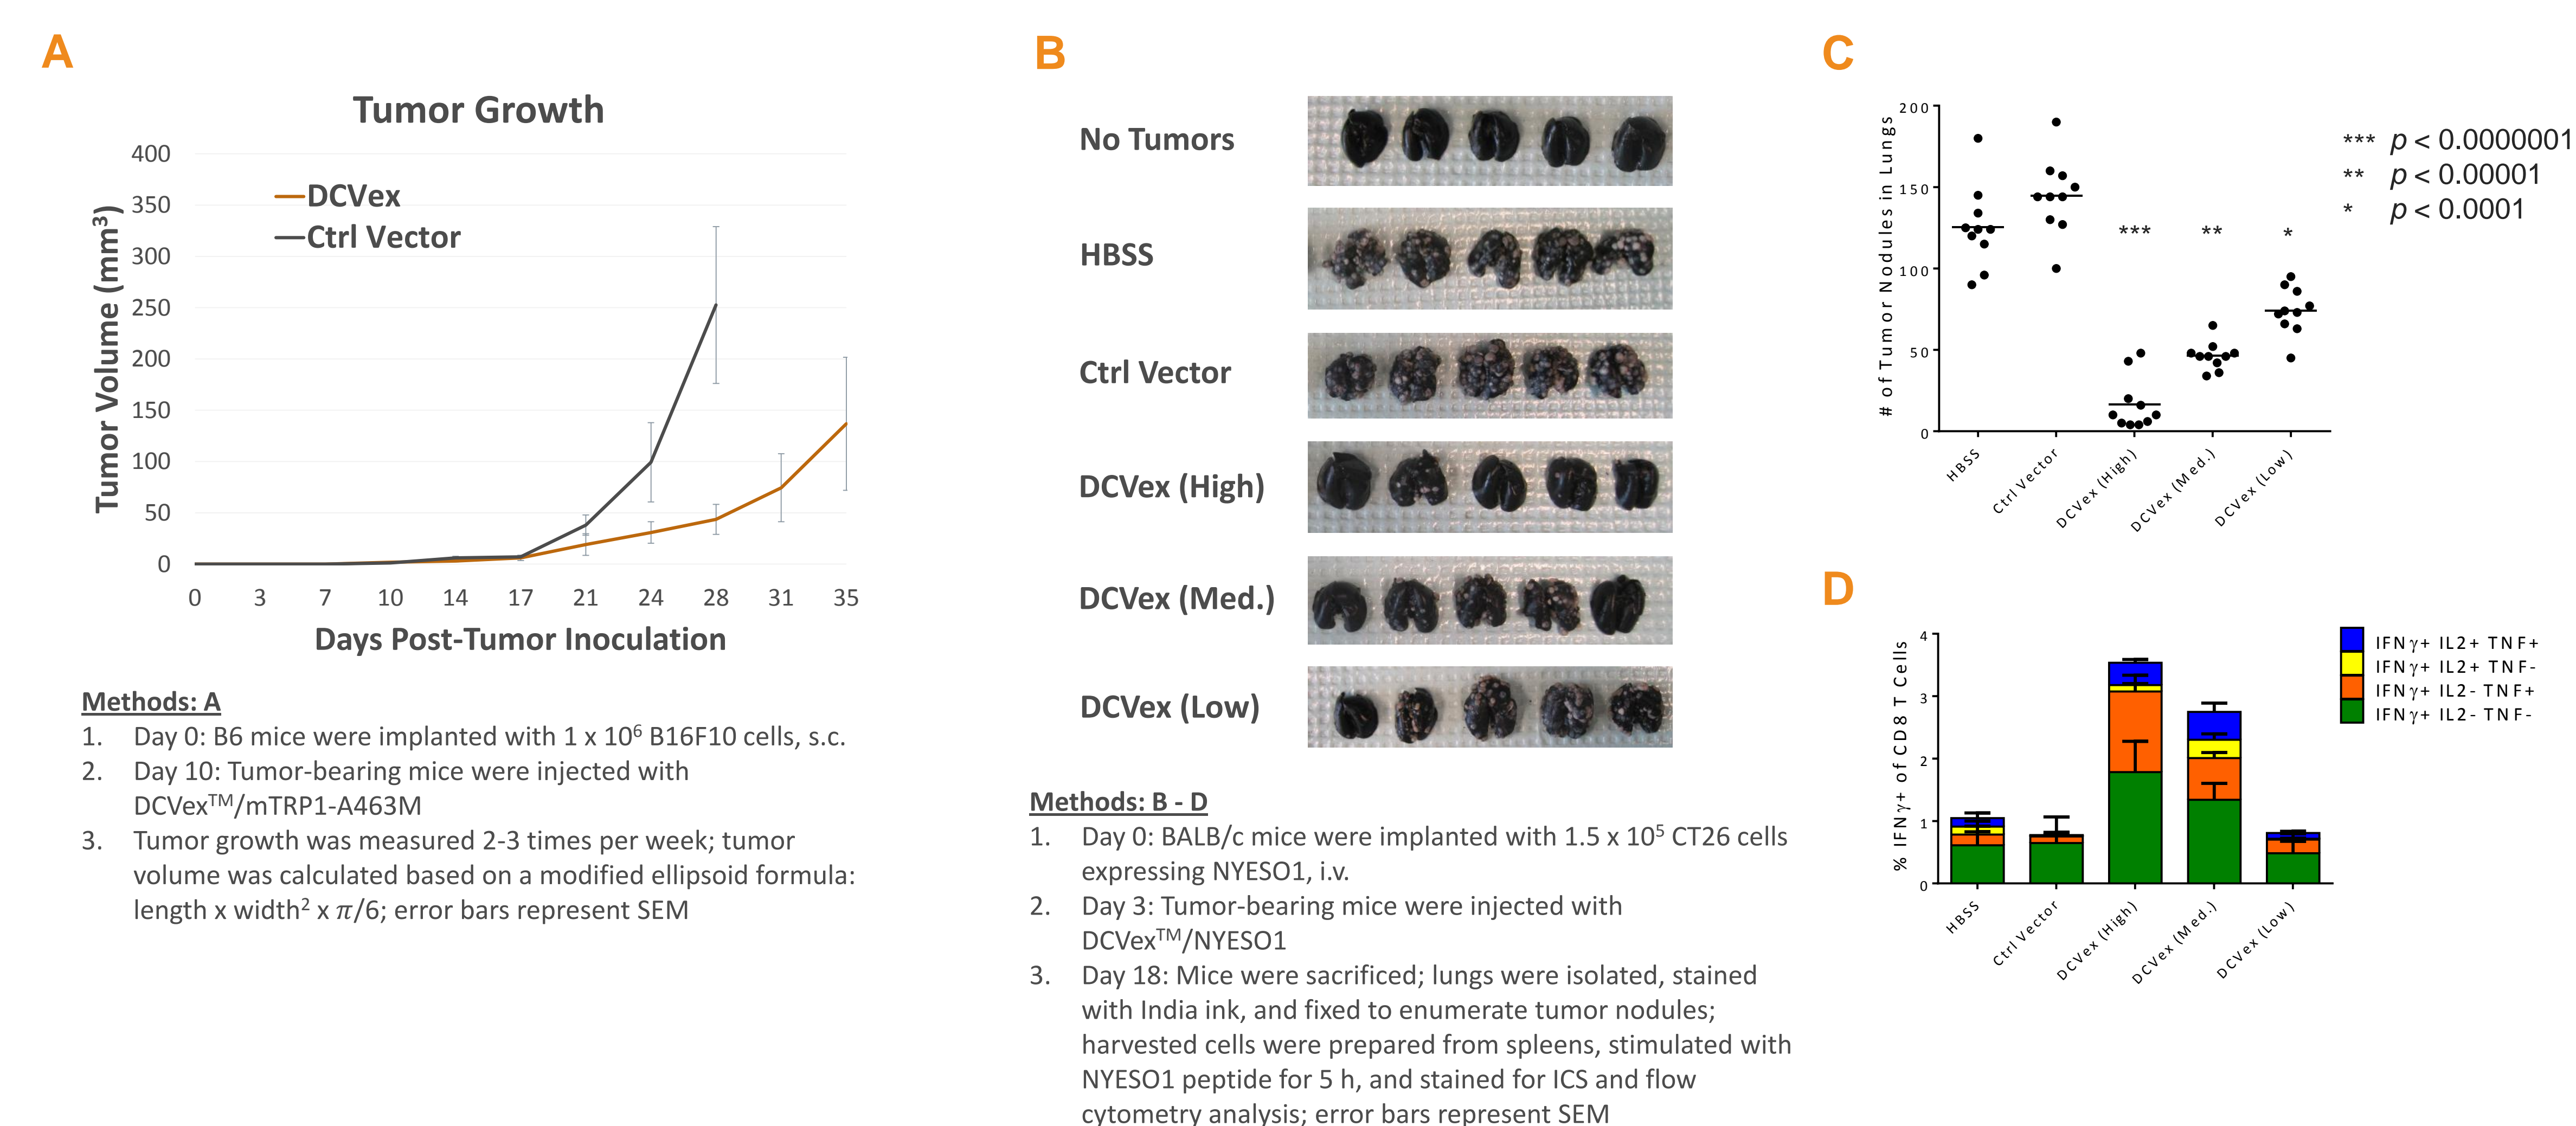 A
Tumor Growth
Tumor Volume (mm³)
400
350
300
250
200
150
100
50
0
DCVex
Ctrl Vector
0 3 7 10 14 17 21 24 28 31 35
Days Post-Tumor Inoculation
Methods: A
1. Day 0: B6 mice were implanted with 1 x 10⁶ B16F10 cells, s.c.
2. Day 10: Tumor-bearing mice were injected with
DCVex™/mTRP1-A463M
3. Tumor growth was measured 2-3 times per week; tumor
volume was calculated based on a modified ellipsoid formula:
length x width² x π/6; error bars represent SEM
B
No Tumors
HBSS
Ctrl Vector
DCVex (High)
DCVex (Med.)
DCVex (Low)
Methods: B - D
1. Day 0: BALB/c mice were implanted with 1.5 x 10⁵ CT26 cells
expressing NYESO1, i.v.
2. Day 3: Tumor-bearing mice were injected with
DCVex™/NYESO1
3. Day 18: Mice were sacrificed; lungs were isolated, stained
with India ink, and fixed to enumerate tumor nodules;
harvested cells were prepared from spleens, stimulated with
NYESO1 peptide for 5 h, and stained for ICS and flow
cytometry analysis; error bars represent SEM
C
# of Tumor Nodules in Lungs
200
150
100
50
0
*** ** *
HBSS
Ctrl Vector
DCVex (High)
DCVex (Med.)
DCVex (Low)
*** p < 0.0000001
** p < 0.00001
* p < 0.0001
D
% IFNγ+ of CD8 T Cells
4
3
2
1
0
HBSS
Ctrl Vector
DCVex (High)
DCVex (Med.)
DCVex (Low)
IFNγ+ IL2+ TNF+
IFNγ+ IL2+ TNF-
IFNγ+ IL2- TNF+
IFNγ+ IL2- TNF-